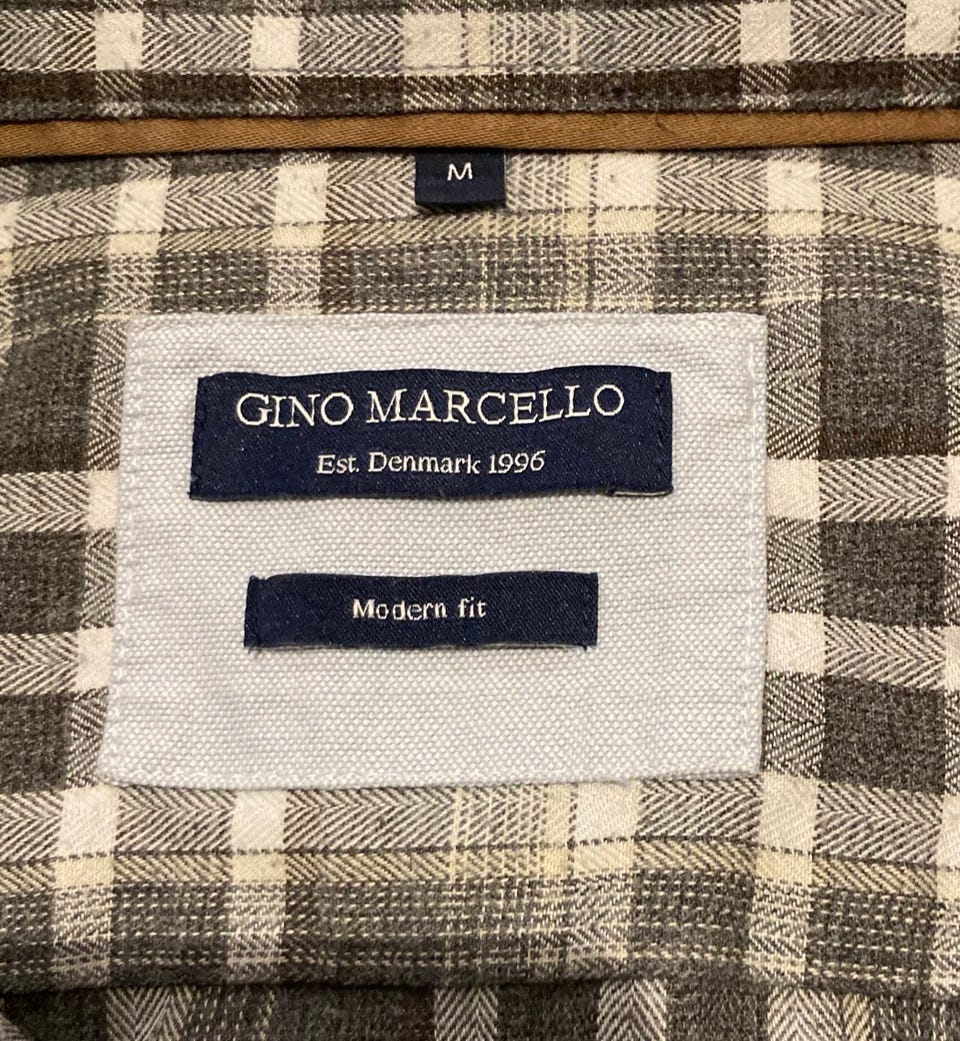 M
GINO MARCELLO
Est. Denmark 1996
Modern fit